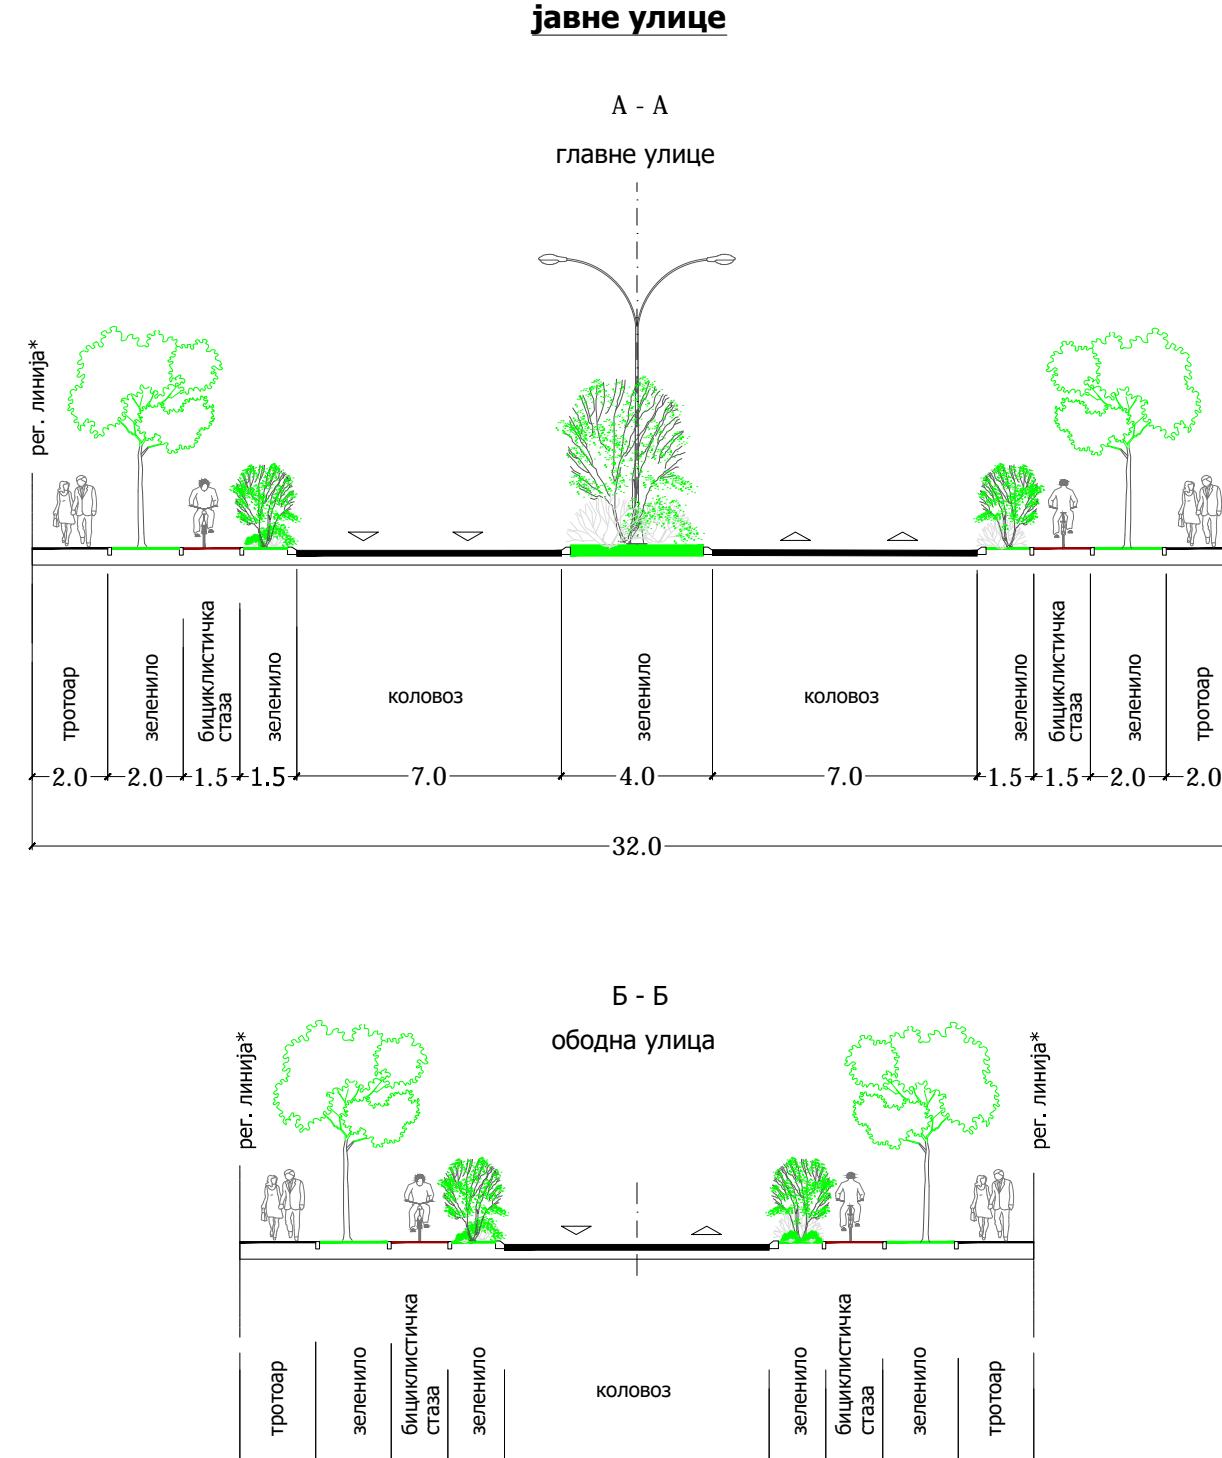 јавне улице
А - А
главне улице
рег. линија*
тротоар
зеленило
бициклистичка
стаза
зеленило
коловоз
зеленило
коловоз
зеленило
бициклистичка
стаза
зеленило
тротоар
2.0 2.0 1.5 1.5 7.0 4.0 7.0 1.5 1.5 2.0 2.0
32.0
Б - Б
ободна улица
рег. линија*
рег. линија*
тротоар
зеленило
бициклистичка
стаза
зеленило
коловоз
зеленило
бициклистичка
стаза
зеленило
тротоар